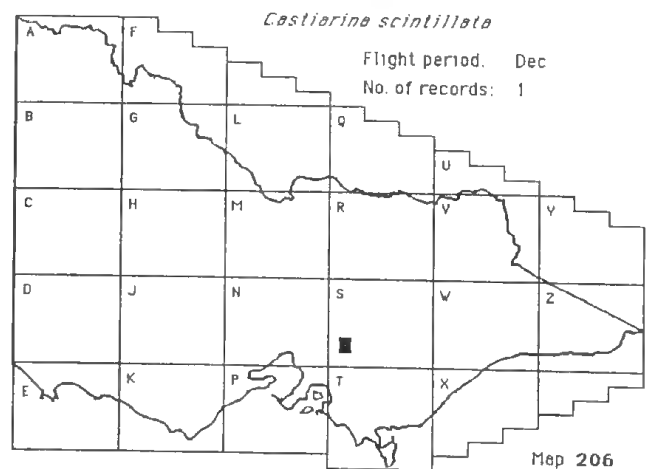 Castiarina scintillata
Flight period. Dec
No. of records: 1
A F
B G L Q
U
C H M R V Y
D J N S W Z
E K P T X
Map 206